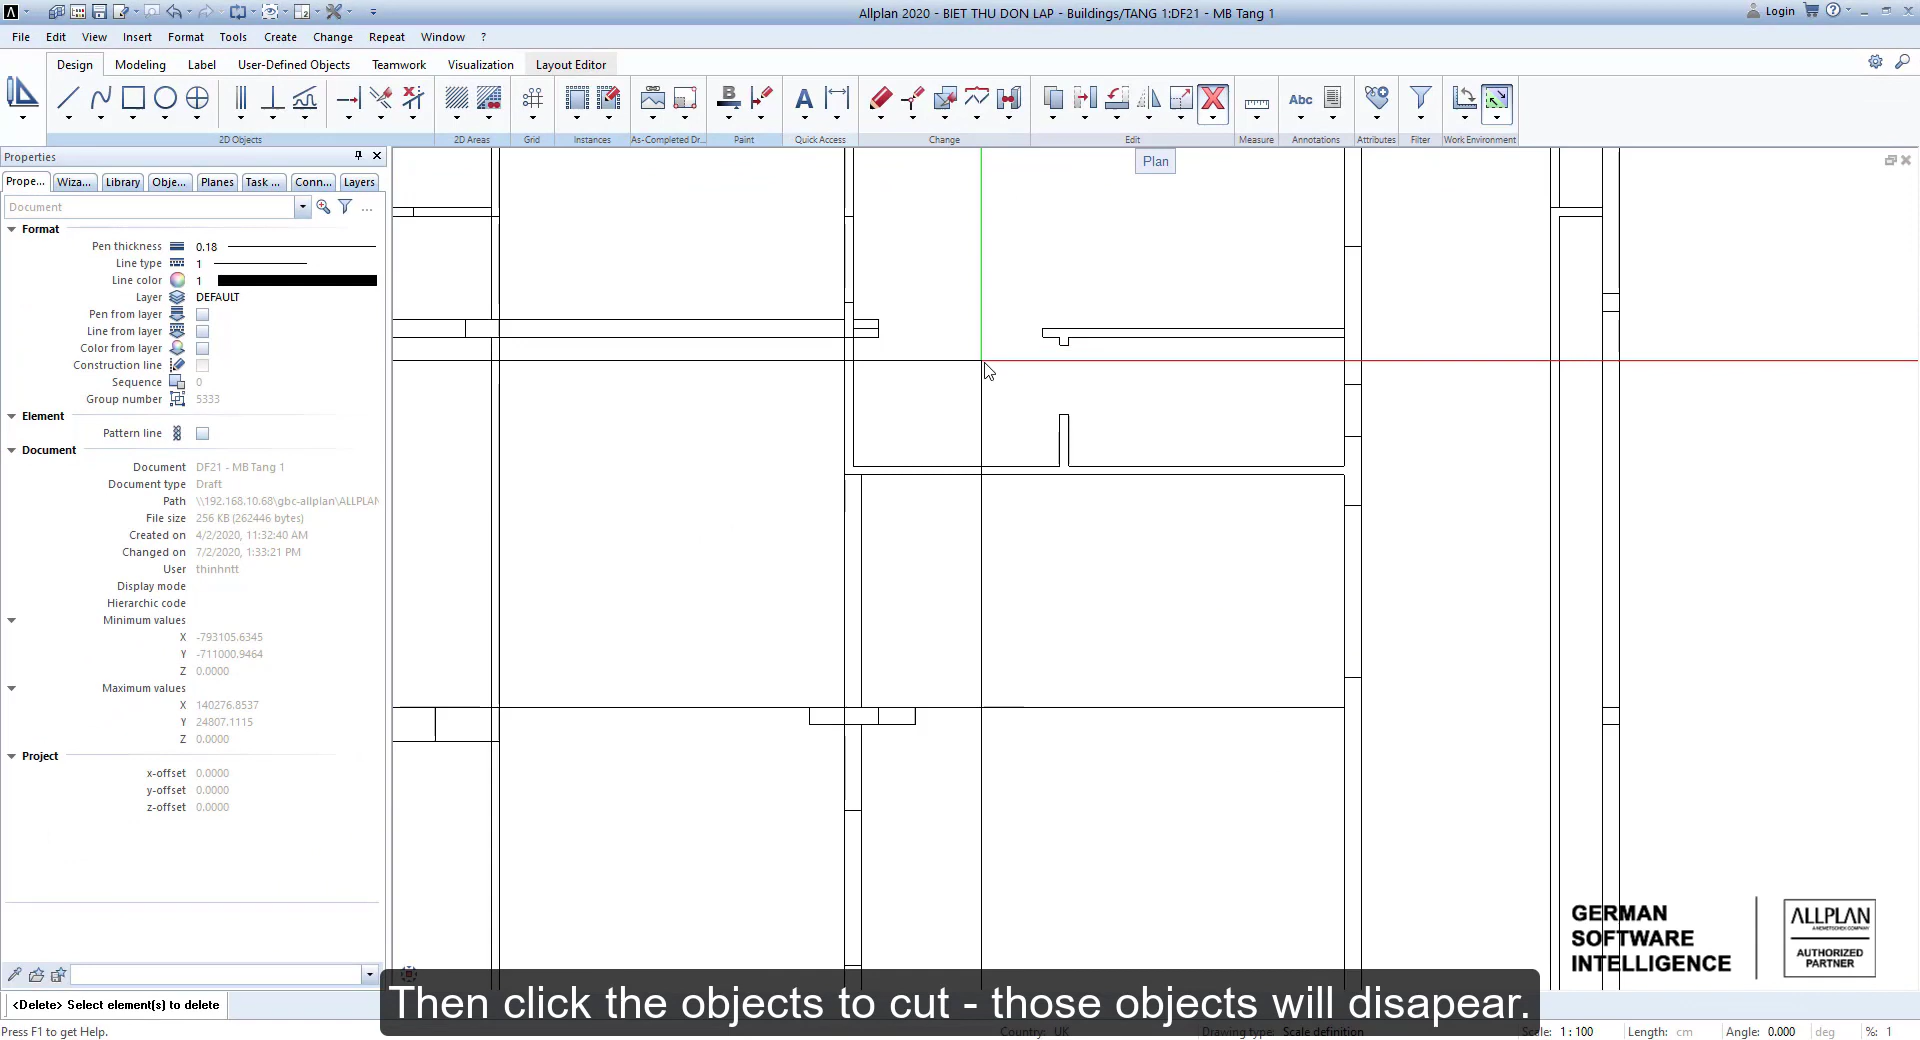 Allplan 2020 - BIET THU DON LAP - Buildings/TANG 1:DF21 - MB Tang 1
Login
File Edit View Insert Format Tools Create Change Repeat Window ?
Design Modeling Label User-Defined Objects Teamwork Visualization Layout Editor
B A Abc
2D Objects 2D Areas Grid Instances As-Completed Dr... Paint Quick Access Change Edit Measure Annotations Attributes Filter Work Environment
Properties
Plan
Prope... Wiza... Library Obje... Planes Task ... Conn... Layers
Document
Format
Pen thickness 0.18
Line type 1
Line color 1
Layer DEFAULT
Pen from layer
Line from layer
Color from layer
Construction line
Sequence 0
Group number 5333
Element
Pattern line
Document
Document DF21 - MB Tang 1
Document type Draft
Path \\192.168.10.68\gbc-allplan\ALLPLAN
File size 256 KB (262446 bytes)
Created on 4/2/2020, 11:32:40 AM
Changed on 7/2/2020, 1:33:21 PM
User thinhntt
Display mode
Hierarchic code
Minimum values
X -793105.6345
Y -711000.9464
Z 0.0000
Maximum values
X 140276.8537
Y 24807.1115
Z 0.0000
Project
x-offset 0.0000
y-offset 0.0000
z-offset 0.0000
GERMAN
SOFTWARE
INTELLIGENCE
ALLPLAN
A NEMETSCHEK COMPANY
AUTHORIZED
PARTNER
<Delete> Select element(s) to delete
Then click the objects to cut - those objects will disapear.
Press F1 to get Help.
Country: UK Drawing type: Scale definition Scale: 1 : 100 Length: cm Angle: 0.000 deg %: 1